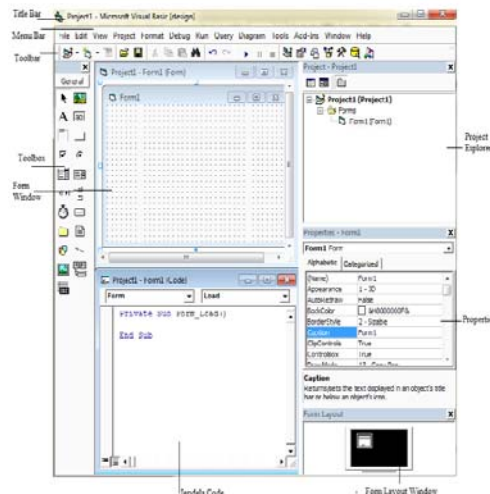 Title Bar
Project1 - Microsoft Visual Basic [design]
Menu Bar
File Edit View Project Format Debug Run Query Diagram Tools Add-Ins Window Help
Toolbar
General
Project1 - Form1 (Form)
Form1
Project - Project1
Project1 (Project1)
Forms
Form1 (Form1)
Project
Explorer
Toolbox
Form
Window
Properties - Form1
Form1 Form
Alphabetic Categorized
(Name) Form1
Appearance 1 - 3D
AutoRedraw False
BackColor &H8000000F&
BorderStyle 2 - Sizable
Caption Form1
ClipControls True
ControlBox True
Caption
Returns/sets the text displayed in an object's title
bar or below an object's icon.
Project1 - Form1 (Code)
Form Load
Private Sub Form_Load()
End Sub
Form Layout
Jendela Code
Form Layout Window